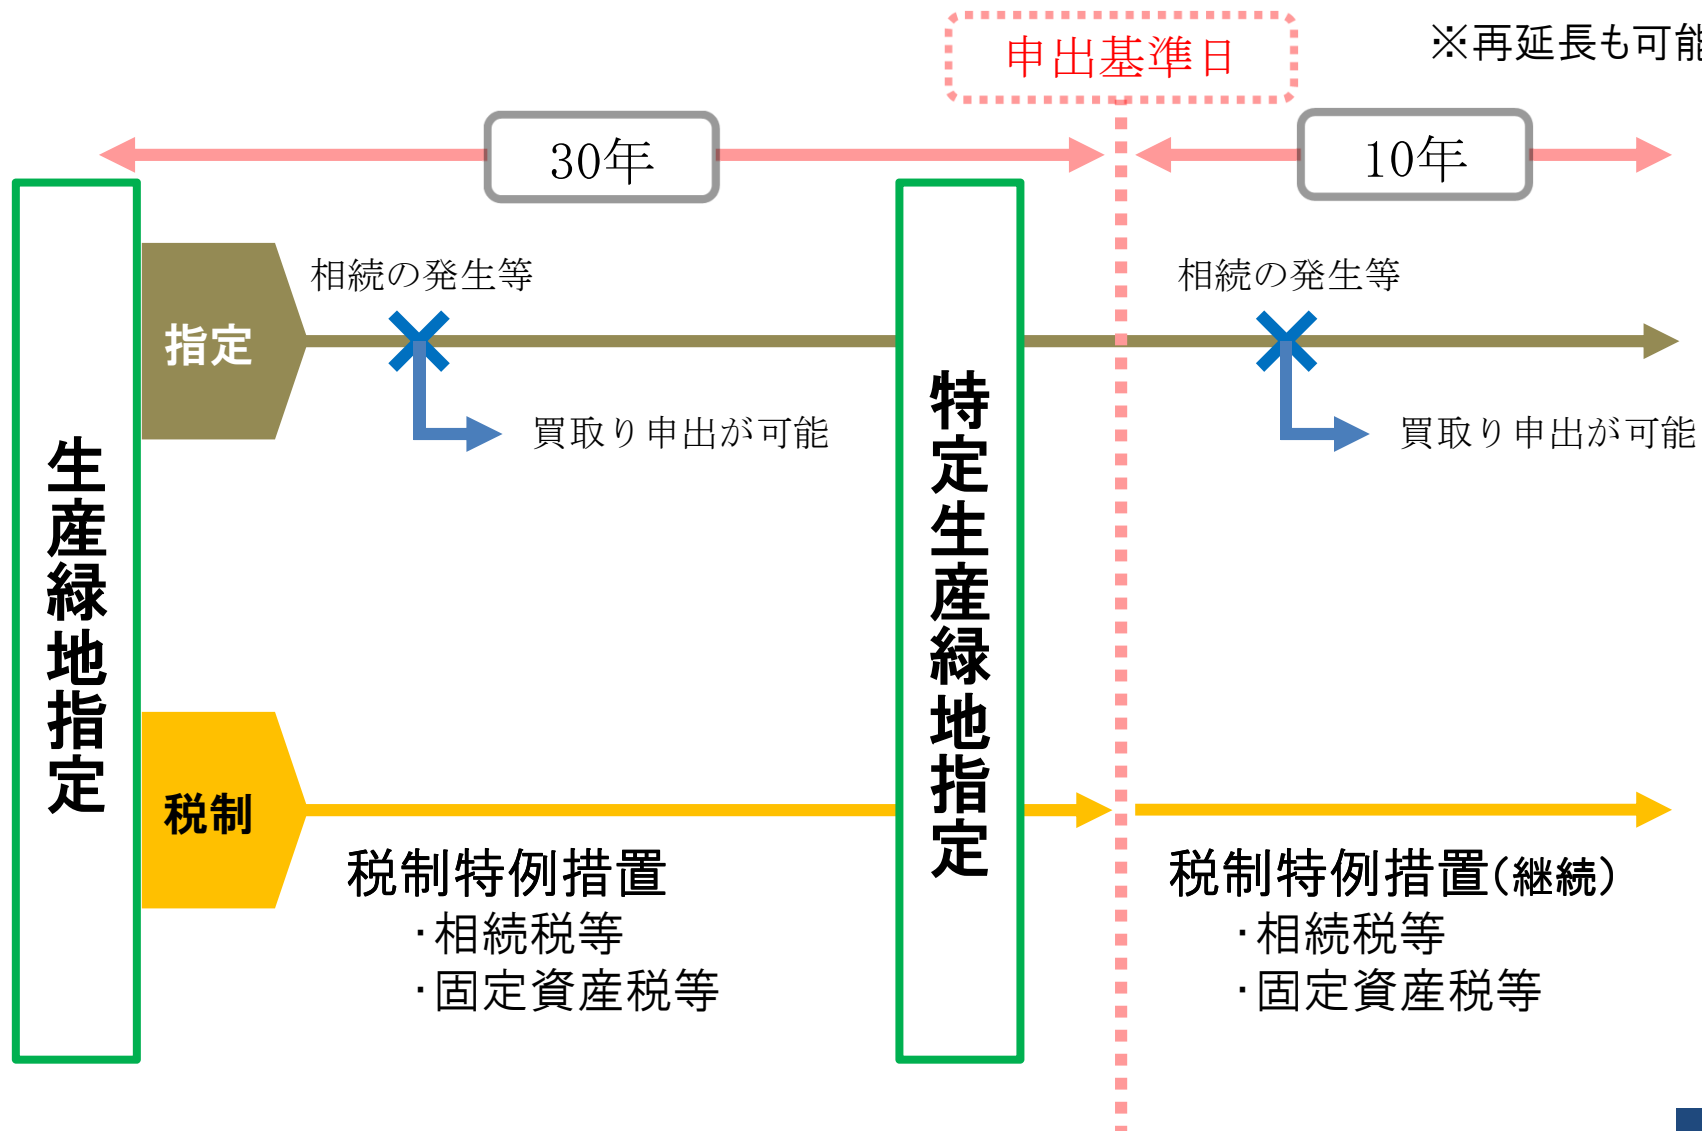 申出基準日
※再延長も可能
30年
10年
生産緑地指定
指定
相続の発生等
買取り申出が可能
特定生産緑地指定
相続の発生等
買取り申出が可能
税制
税制特例措置
・相続税等
・固定資産税等
税制特例措置(継続)
・相続税等
・固定資産税等